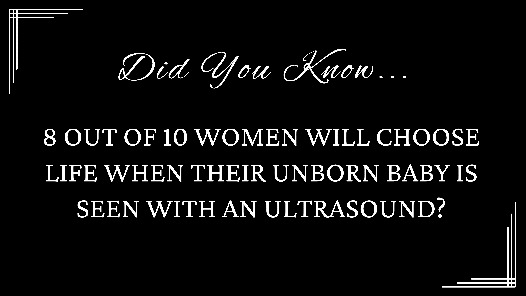 Did You Know...
8 OUT OF 10 WOMEN WILL CHOOSE
LIFE WHEN THEIR UNBORN BABY IS
SEEN WITH AN ULTRASOUND?